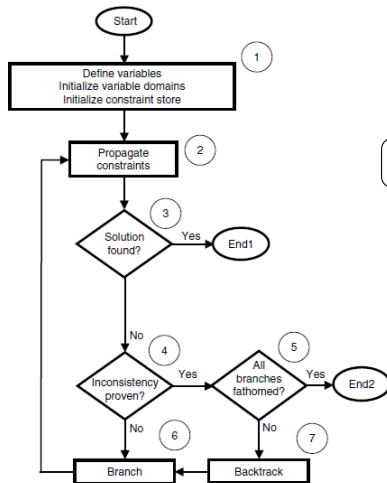 Start
1
Define variables
Initialize variable domains
Initialize constraint store
2
Propagate
constraints
3
Solution
found?
Yes
End1
No
4
Inconsistency
proven?
Yes
5
All
branches
fathomed?
Yes
End2
No
No
6
7
Branch
Backtrack